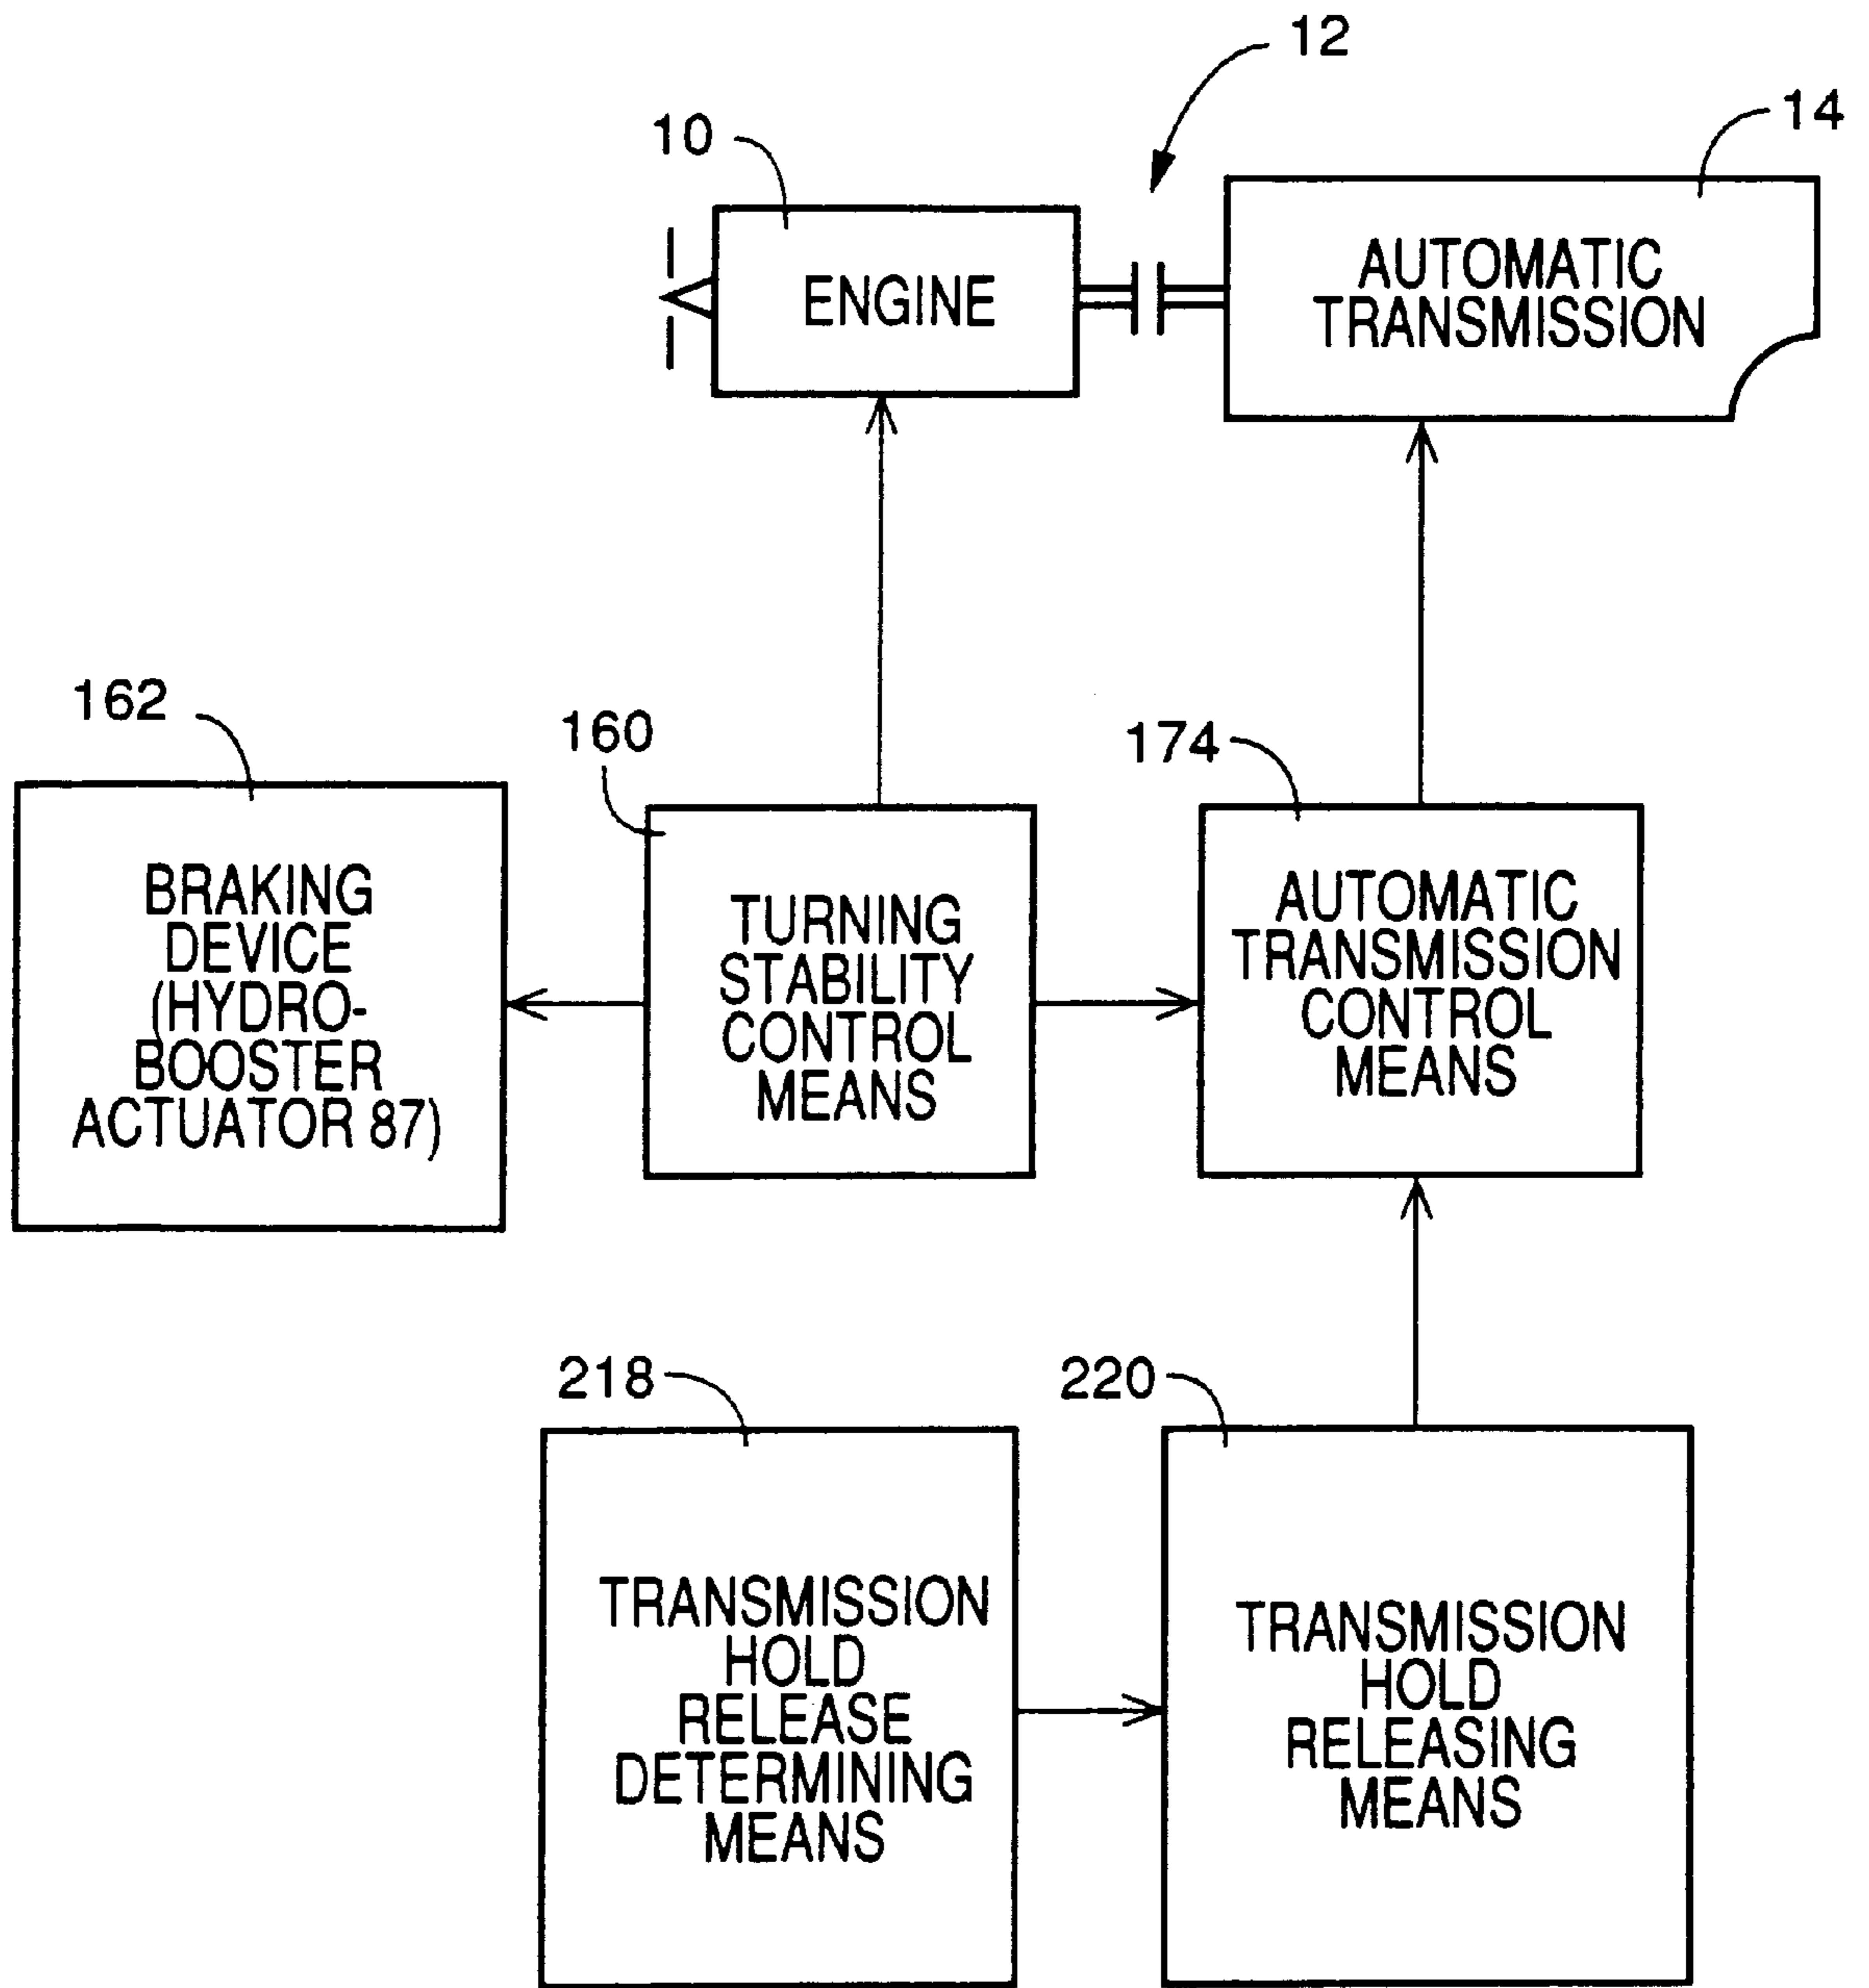 12
14
10
ENGINE
AUTOMATIC
TRANSMISSION
162
160
174
BRAKING
DEVICE
(HYDRO-
BOOSTER
ACTUATOR 87)
TURNING
STABILITY
CONTROL
MEANS
AUTOMATIC
TRANSMISSION
CONTROL
MEANS
218
220
TRANSMISSION
HOLD
RELEASE
DETERMINING
MEANS
TRANSMISSION
HOLD
RELEASING
MEANS